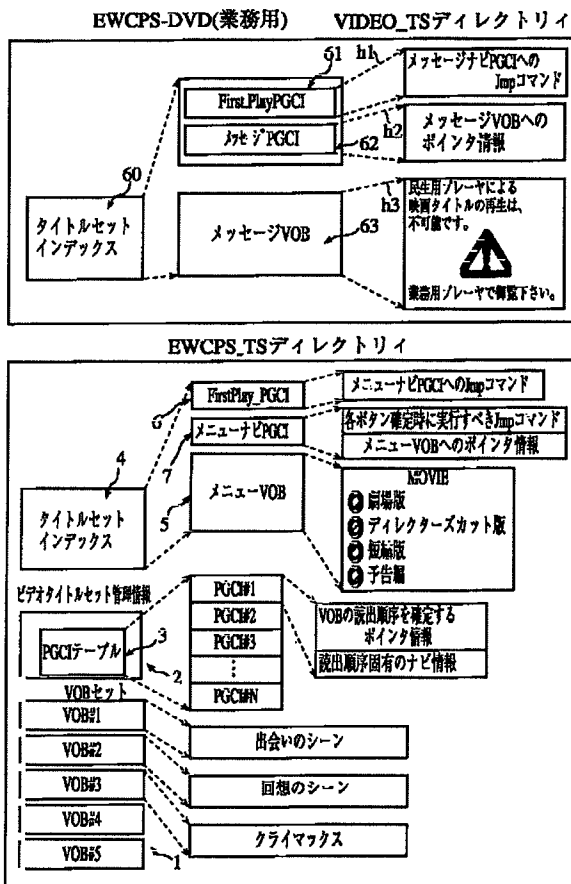 EWCPS-DVD(業務用)
VIDEO_TSディレクトリィ
61
h1
First_PlayPGCI
メッセージPGCI
62
メッセージナビPGCIへの
Jmpコマンド
h2
メッセージVOBへの
ポインタ情報
60
タイトルセット
インデックス
メッセージVOB
63
h3
民生用プレーヤによる
映画タイトルの再生は、
不可能です。
業務用プレーヤで御覧下さい。
EWCPS_TSディレクトリィ
6
FirstPlay_PGCI
メニューナビPGCIへのJmpコマンド
7
メニューナビPGCI
各ボタン確定時に実行すべきJmpコマンド
メニューVOBへのポインタ情報
4
タイトルセット
インデックス
5
メニューVOB
MOVIE
劇場版
ディレクターズカット版
短編版
予告編
ビデオタイトルセット管理情報
PGCIテーブル
3
2
PGCI#1
PGCI#2
PGCI#3
⋮
PGCI#N
VOBの読出順序を確定する
ポインタ情報
読出順序固有のナビ情報
VOBセット
VOB#1
VOB#2
VOB#3
VOB#4
VOB#5
1
出会いのシーン
回想のシーン
クライマックス